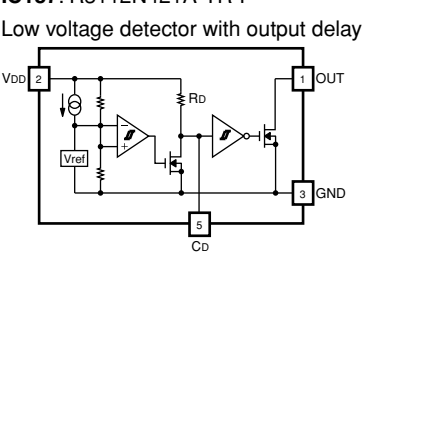 Low voltage detector with output delay
VDD 2
1 OUT
RD
Vref
3 GND
5
CD